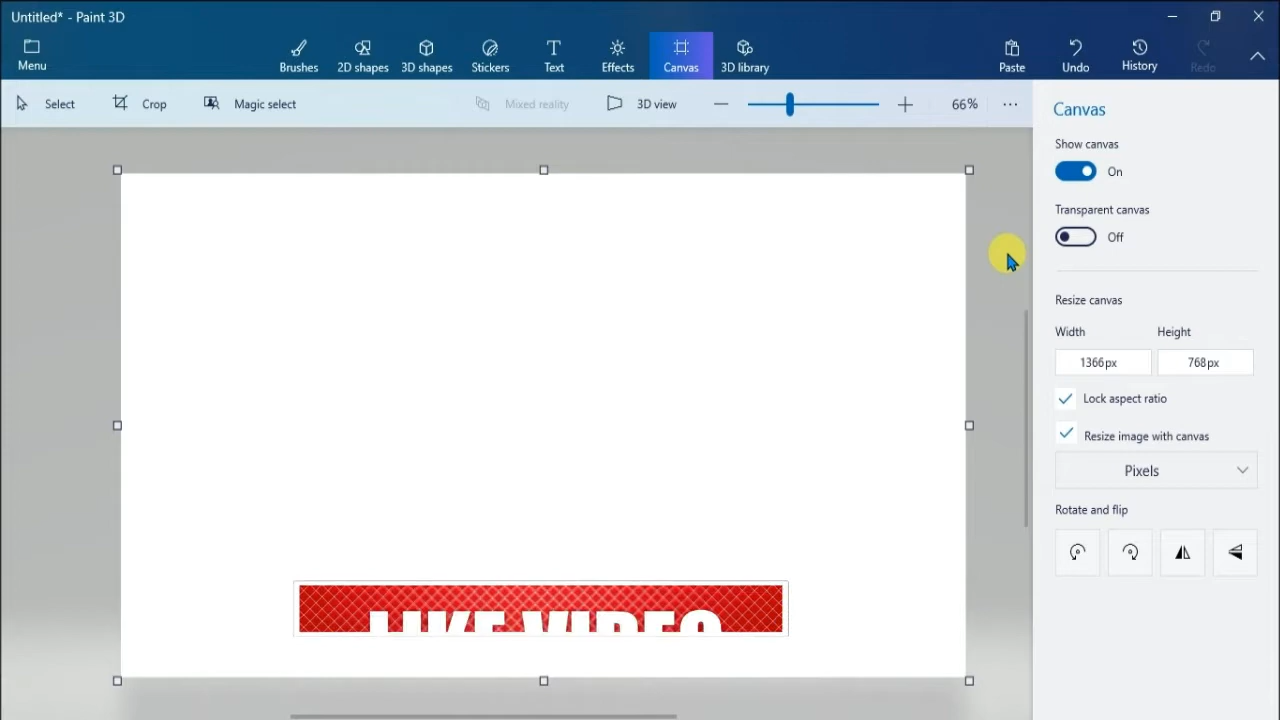 Untitled* - Paint 3D
Menu
Brushes
2D shapes
3D shapes
Stickers
Text
Effects
Canvas
3D library
Paste
Undo
History
Redo
Select
Crop
Magic select
Mixed reality
3D view
66%
Canvas
Show canvas
On
Transparent canvas
Off
Resize canvas
Width Height
1366px 768px
Lock aspect ratio
Resize image with canvas
Pixels
Rotate and flip
LIKE VIDEO